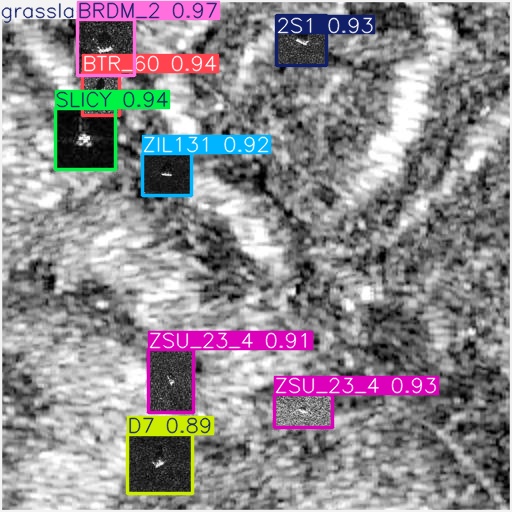 grassla
BRDM_2 0.97
2S1 0.93
BTR_60 0.94
SLICY 0.94
ZIL131 0.92
ZSU_23_4 0.91
ZSU_23_4 0.93
D7 0.89